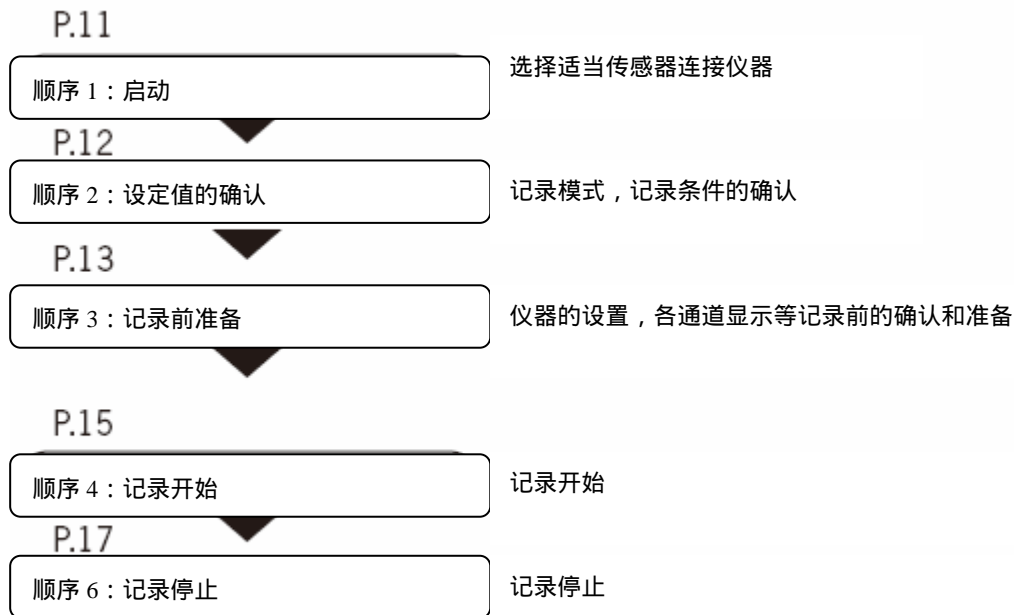 P.11
顺序 1：启动
选择适当传感器连接仪器
P.12
顺序 2：设定值的确认
记录模式，记录条件的确认
P.13
顺序 3：记录前准备
仪器的设置，各通道显示等记录前的确认和准备
P.15
顺序 4：记录开始
记录开始
P.17
顺序 6：记录停止
记录停止